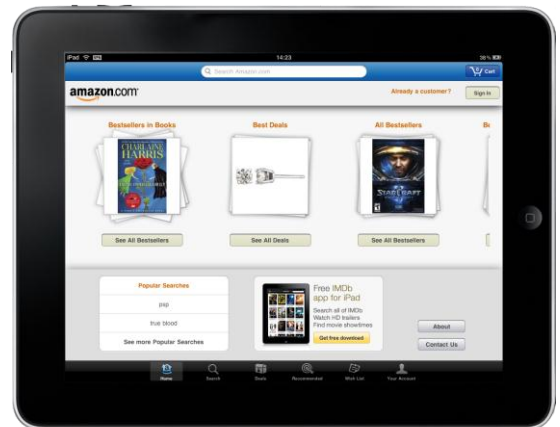 iPad
14:23
38%
Search Amazon.com
Cart
amazon.com
Already a customer?
Sign In
Bestsellers in Books
Best Deals
All Bestsellers
CHARLAINE
HARRIS
STARCRAFT
II
See All Bestsellers
See All Deals
See All Bestsellers
Popular Searches
psp
true blood
See more Popular Searches
Free IMDb
app for iPad
Search all of IMDb
Watch HD trailers
Find movie showtimes
Get free download
About
Contact Us
Home
Search
Deals
Recommended
Wish List
Your Account